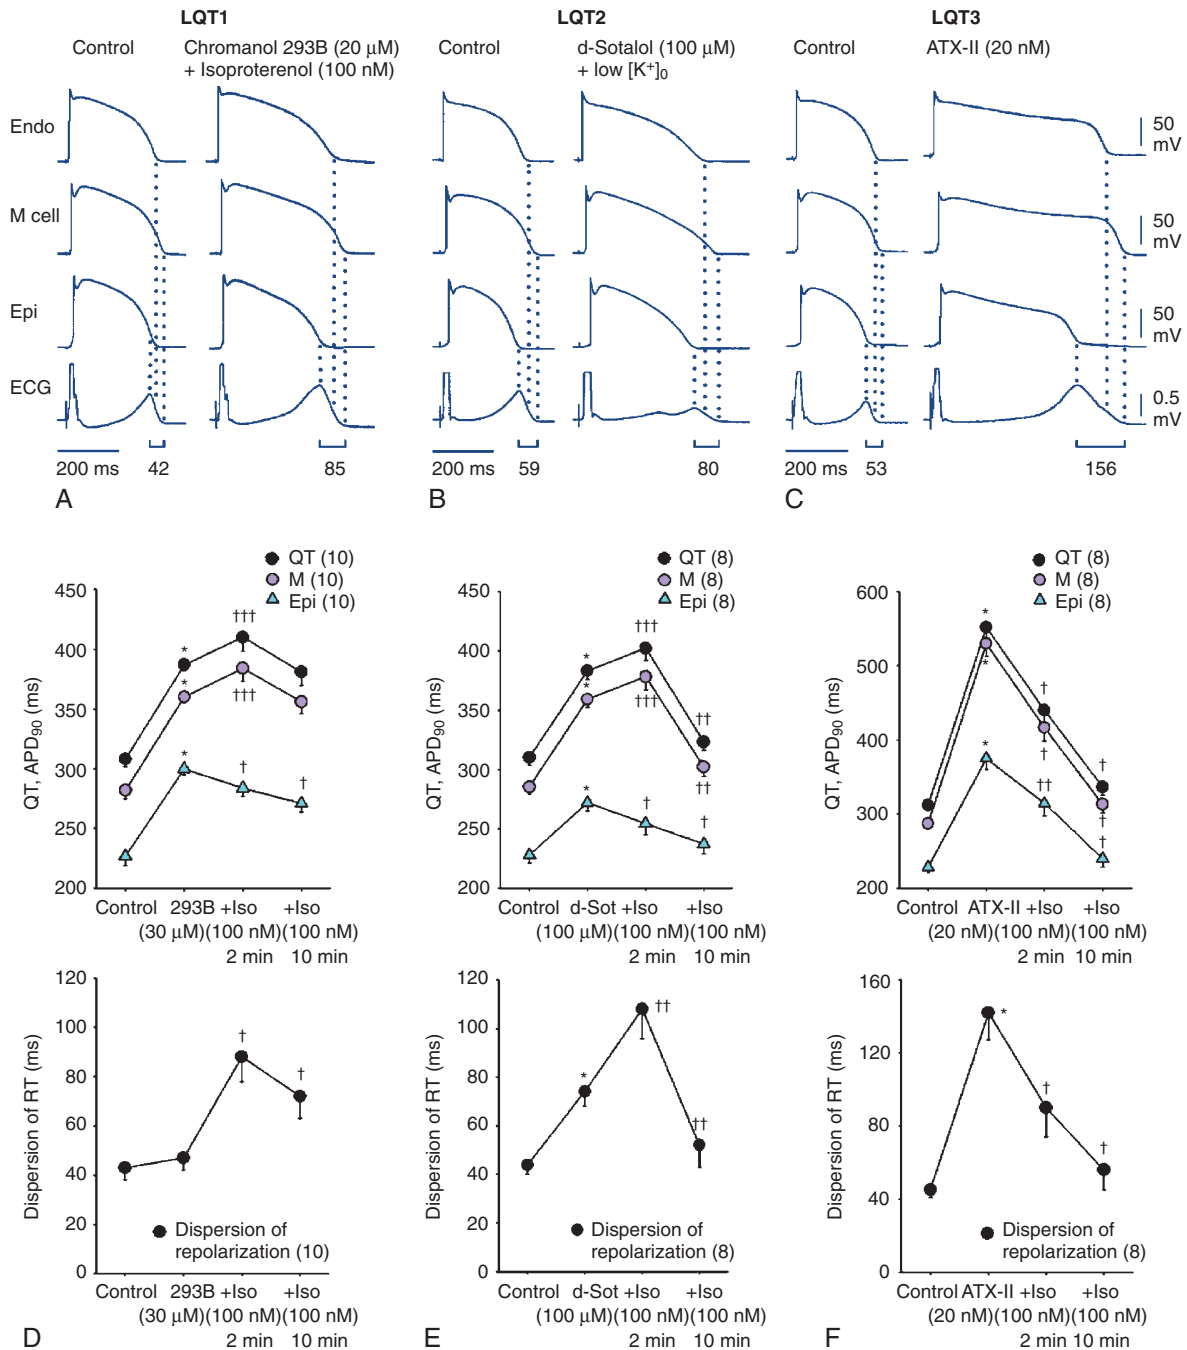 LQT1
LQT2
LQT3
Control
Chromanol 293B (20 μM)
+ Isoproterenol (100 nM)
Control
d-Sotalol (100 μM)
+ low [K+]0
Control
ATX-II (20 nM)
Endo
50
mV
M cell
50
mV
Epi
50
mV
ECG
0.5
mV
200 ms
42
85
200 ms
59
80
200 ms
53
156
A
B
C
QT (10)
M (10)
Epi (10)
QT, APD90 (ms)
450
400
350
300
250
200
*
*
*
†††
†††
†
†
Control 293B +Iso +Iso
(30 μM)(100 nM)(100 nM)
2 min 10 min
QT (8)
M (8)
Epi (8)
QT, APD90 (ms)
450
400
350
300
250
200
*
*
*
†††
†††
†
††
††
†
Control d-Sot +Iso +Iso
(100 μM)(100 nM)(100 nM)
2 min 10 min
QT (8)
M (8)
Epi (8)
QT, APD90 (ms)
600
500
400
300
200
*
*
*
†
†
††
†
†
†
Control ATX-II +Iso +Iso
(20 nM)(100 nM)(100 nM)
2 min 10 min
Dispersion of RT (ms)
120
100
80
60
40
20
0
†
†
Dispersion of
repolarization (10)
Control 293B +Iso +Iso
(30 μM)(100 nM)(100 nM)
2 min 10 min
D
Dispersion of RT (ms)
120
100
80
60
40
20
0
*
††
††
Dispersion of
repolarization (8)
Control d-Sot +Iso +Iso
(100 μM)(100 nM)(100 nM)
2 min 10 min
E
Dispersion of RT (ms)
160
120
80
40
0
*
†
†
Dispersion of
repolarization (8)
Control ATX-II +Iso +Iso
(20 nM)(100 nM)(100 nM)
2 min 10 min
F